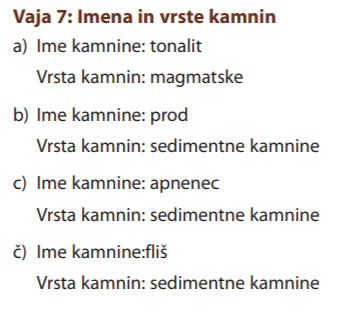 Vaja 7: Imena in vrste kamnin
a) Ime kamnine: tonalit
Vrsta kamnin: magmatske
b) Ime kamnine: prod
Vrsta kamnin: sedimentne kamnine
c) Ime kamnine: apnenec
Vrsta kamnin: sedimentne kamnine
č) Ime kamnine:fliš
Vrsta kamnin: sedimentne kamnine